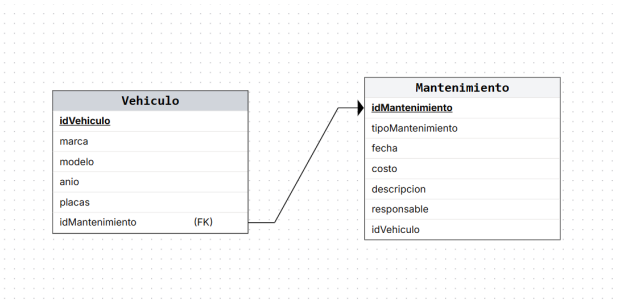 Vehiculo
idVehiculo
marca
modelo
anio
placas
idMantenimiento (FK)
Mantenimiento
idMantenimiento
tipoMantenimiento
fecha
costo
descripcion
responsable
idVehiculo